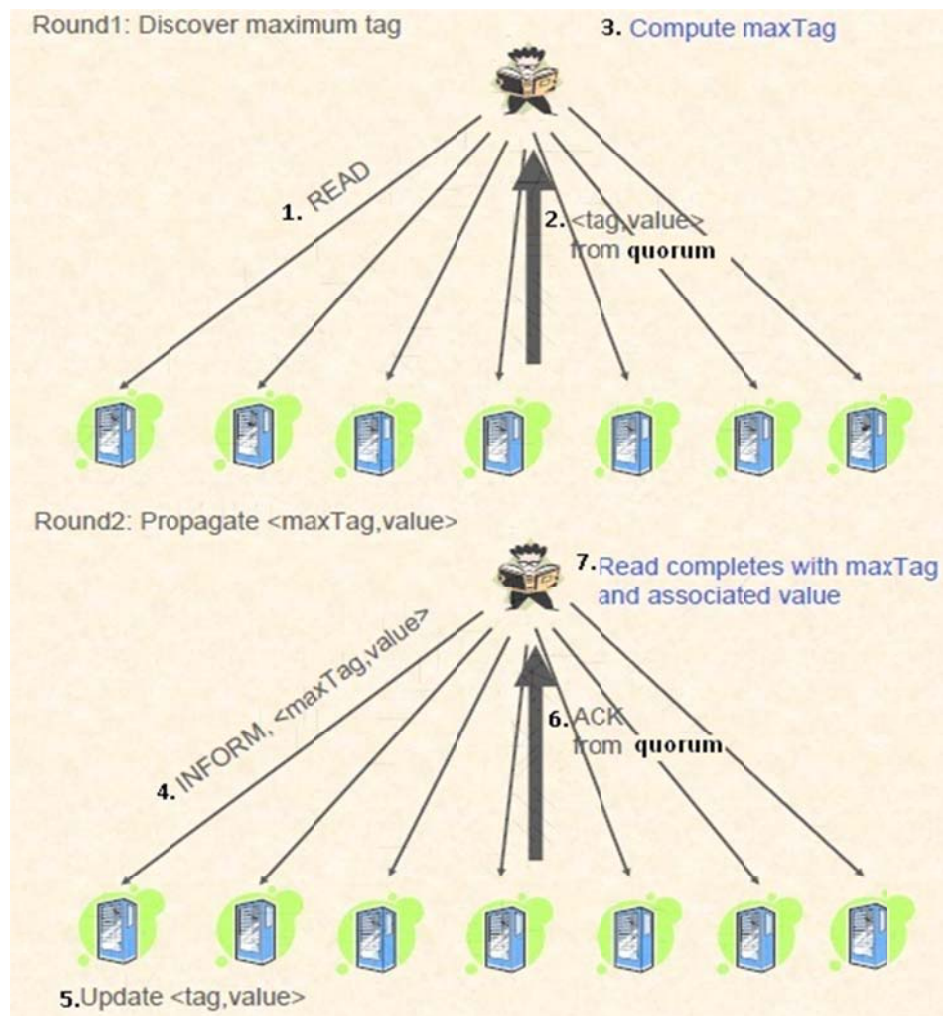 Round1: Discover maximum tag
3. Compute maxTag
1. READ
2. <tag,value>
from quorum
Round2: Propagate <maxTag,value>
7. Read completes with maxTag
and associated value
4. INFORM, <maxTag,value>
6. ACK
from quorum
5. Update <tag,value>